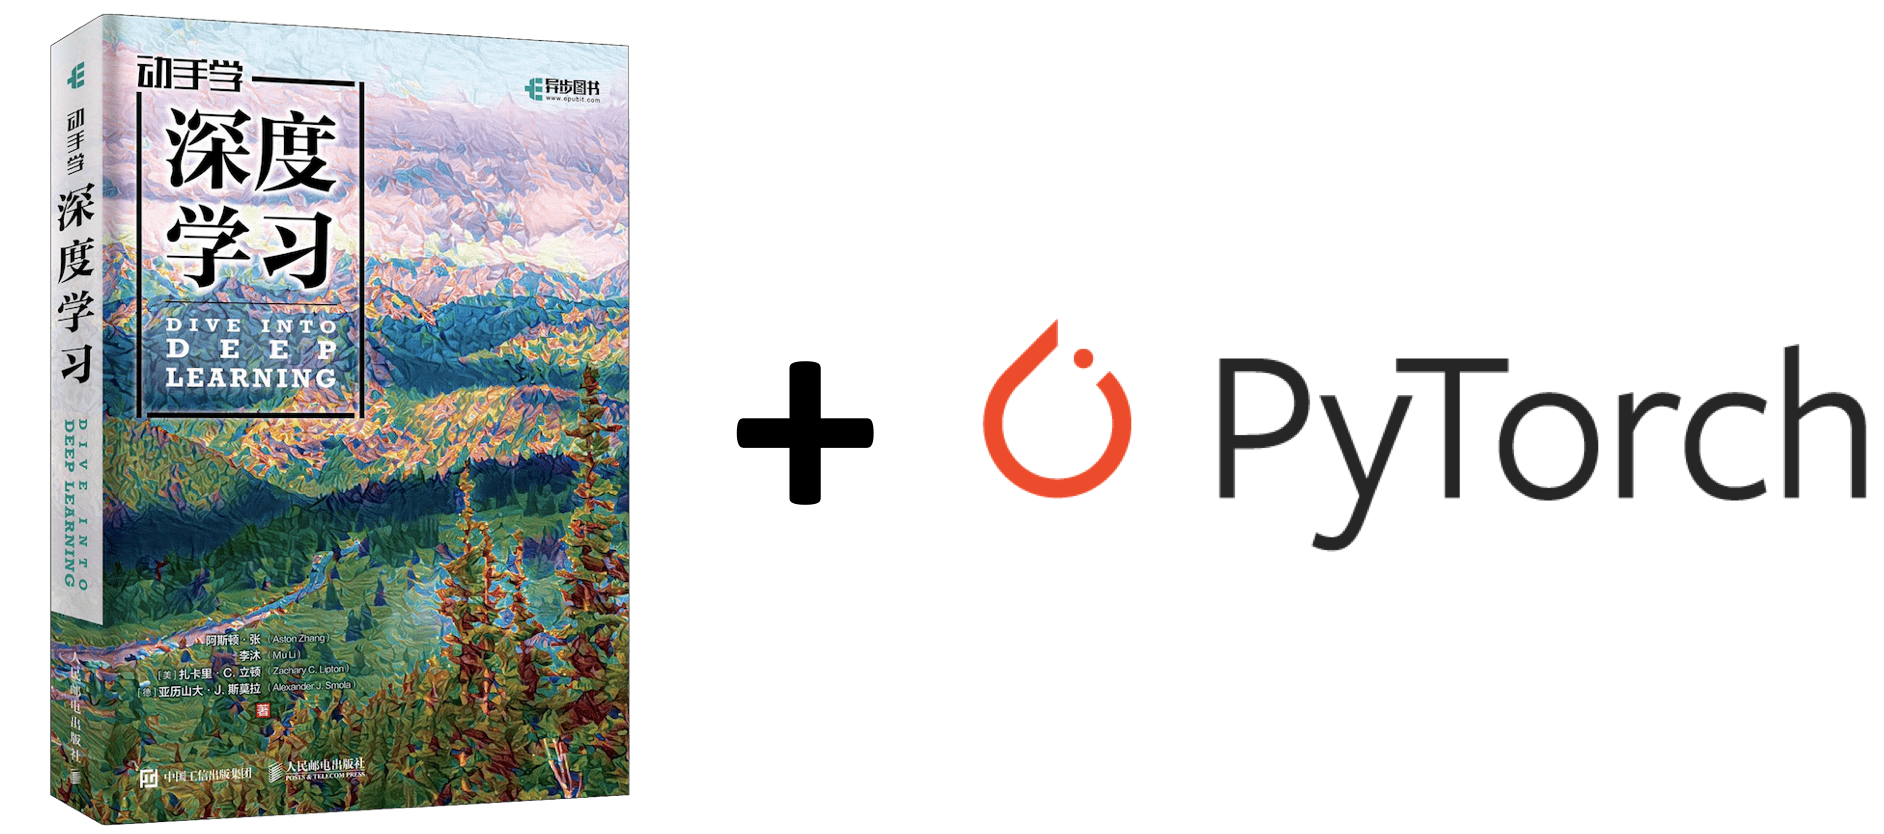 动手学
深度
学习
DIVE INTO
DEEP
LEARNING
异步图书
www.epubit.com
动手学
深度学习
DIVE INTO
DEEP LEARNING
人民邮电出版社
阿斯顿·张（Aston Zhang）
李沐（Mu Li）
［美］扎卡里·C. 立顿（Zachary C. Lipton）
［德］亚历山大·J. 斯莫拉（Alexander J. Smola）
著
中国工信出版集团
人民邮电出版社
POSTS & TELECOM PRESS
PyTorch